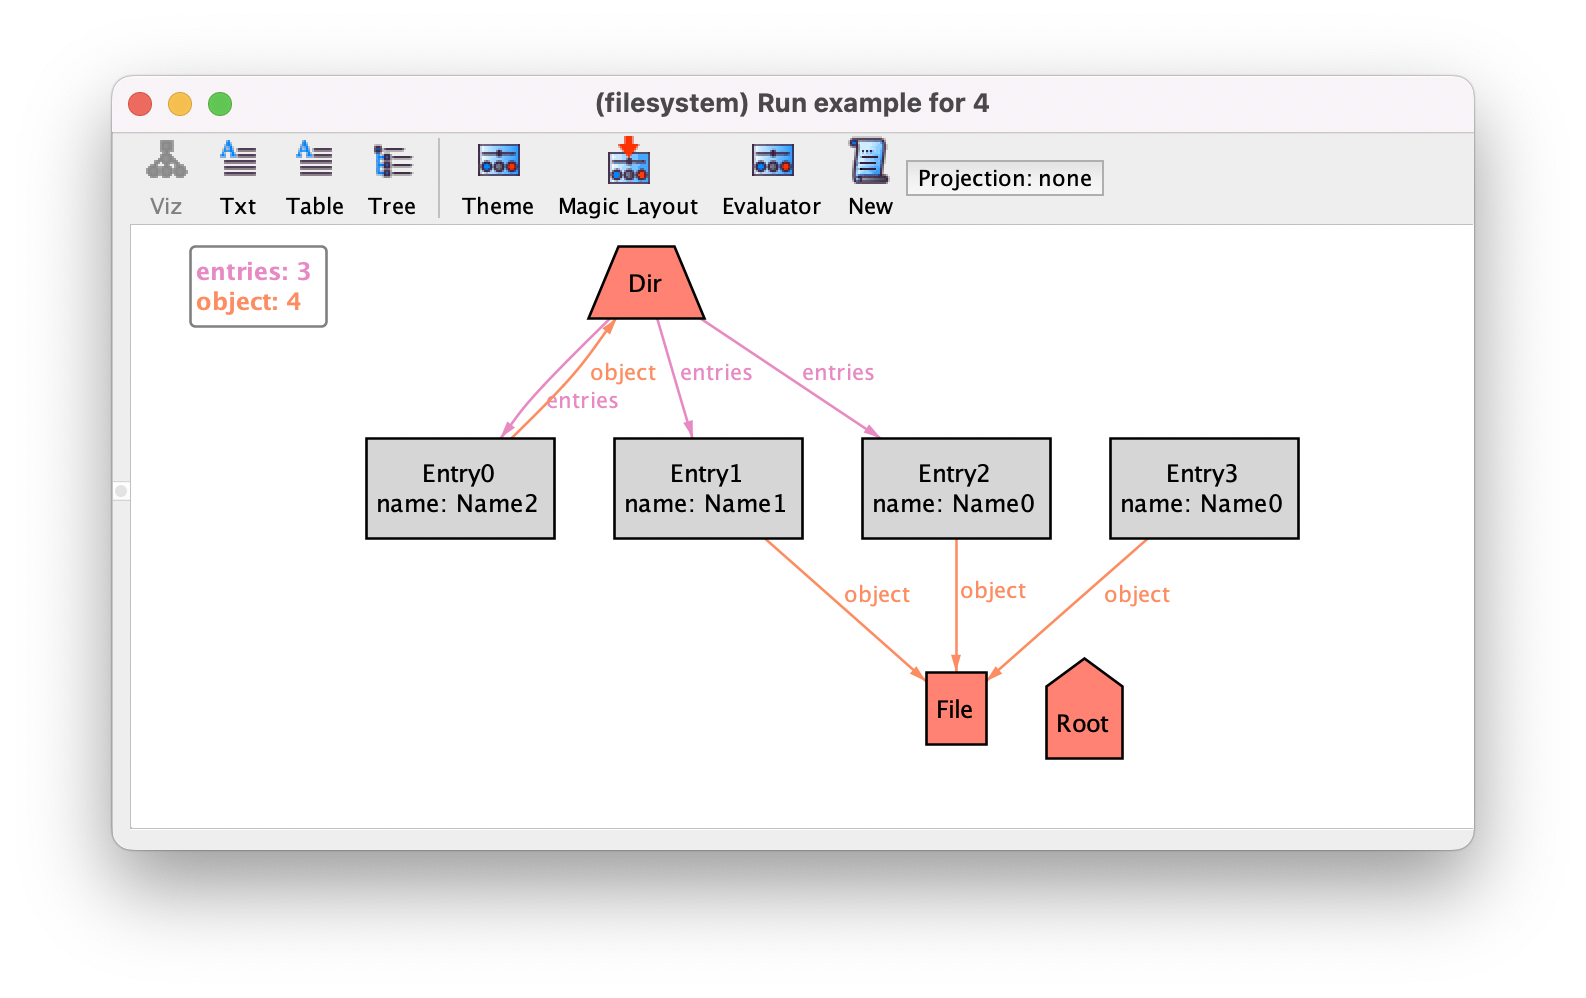 (filesystem) Run example for 4
Viz Txt Table Tree Theme Magic Layout Evaluator New Projection: none
entries: 3
object: 4
Dir
object entries entries
entries
Entry0 Entry1 Entry2 Entry3
name: Name2 name: Name1 name: Name0 name: Name0
object object object
File
Root